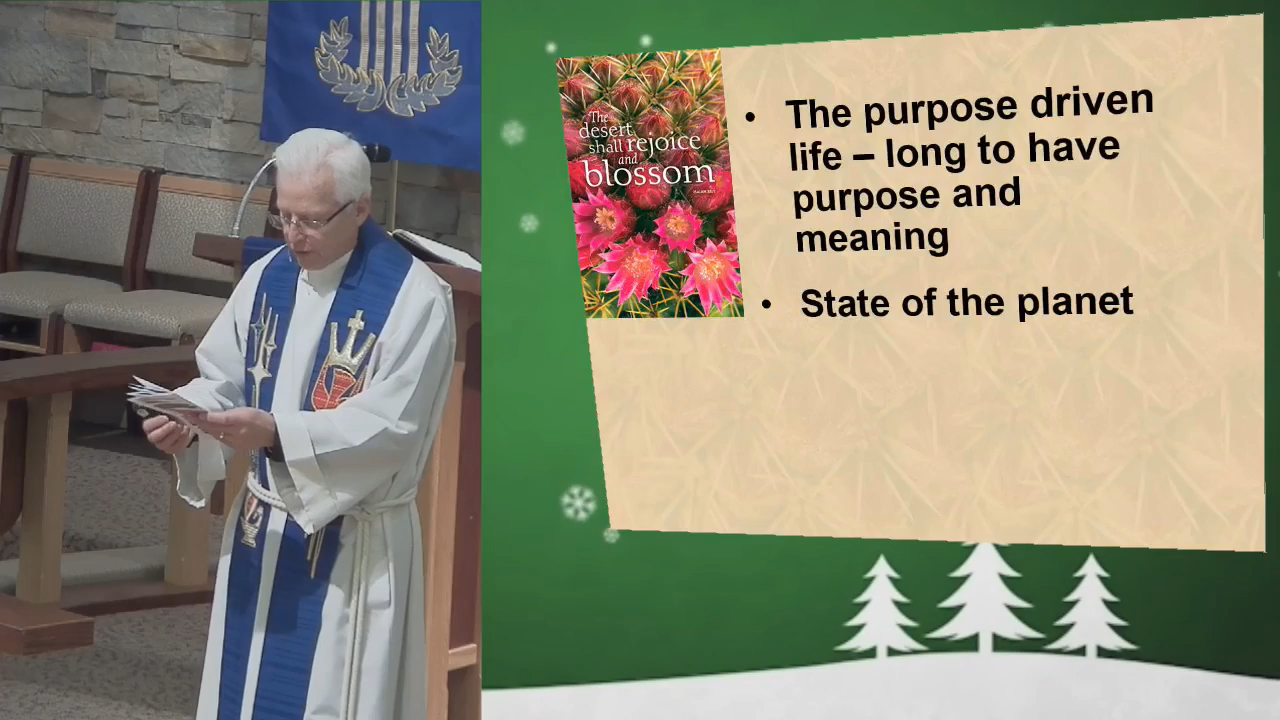 The
desert
shall rejoice
and
blossom
• The purpose driven
life – long to have
purpose and
meaning
• State of the planet